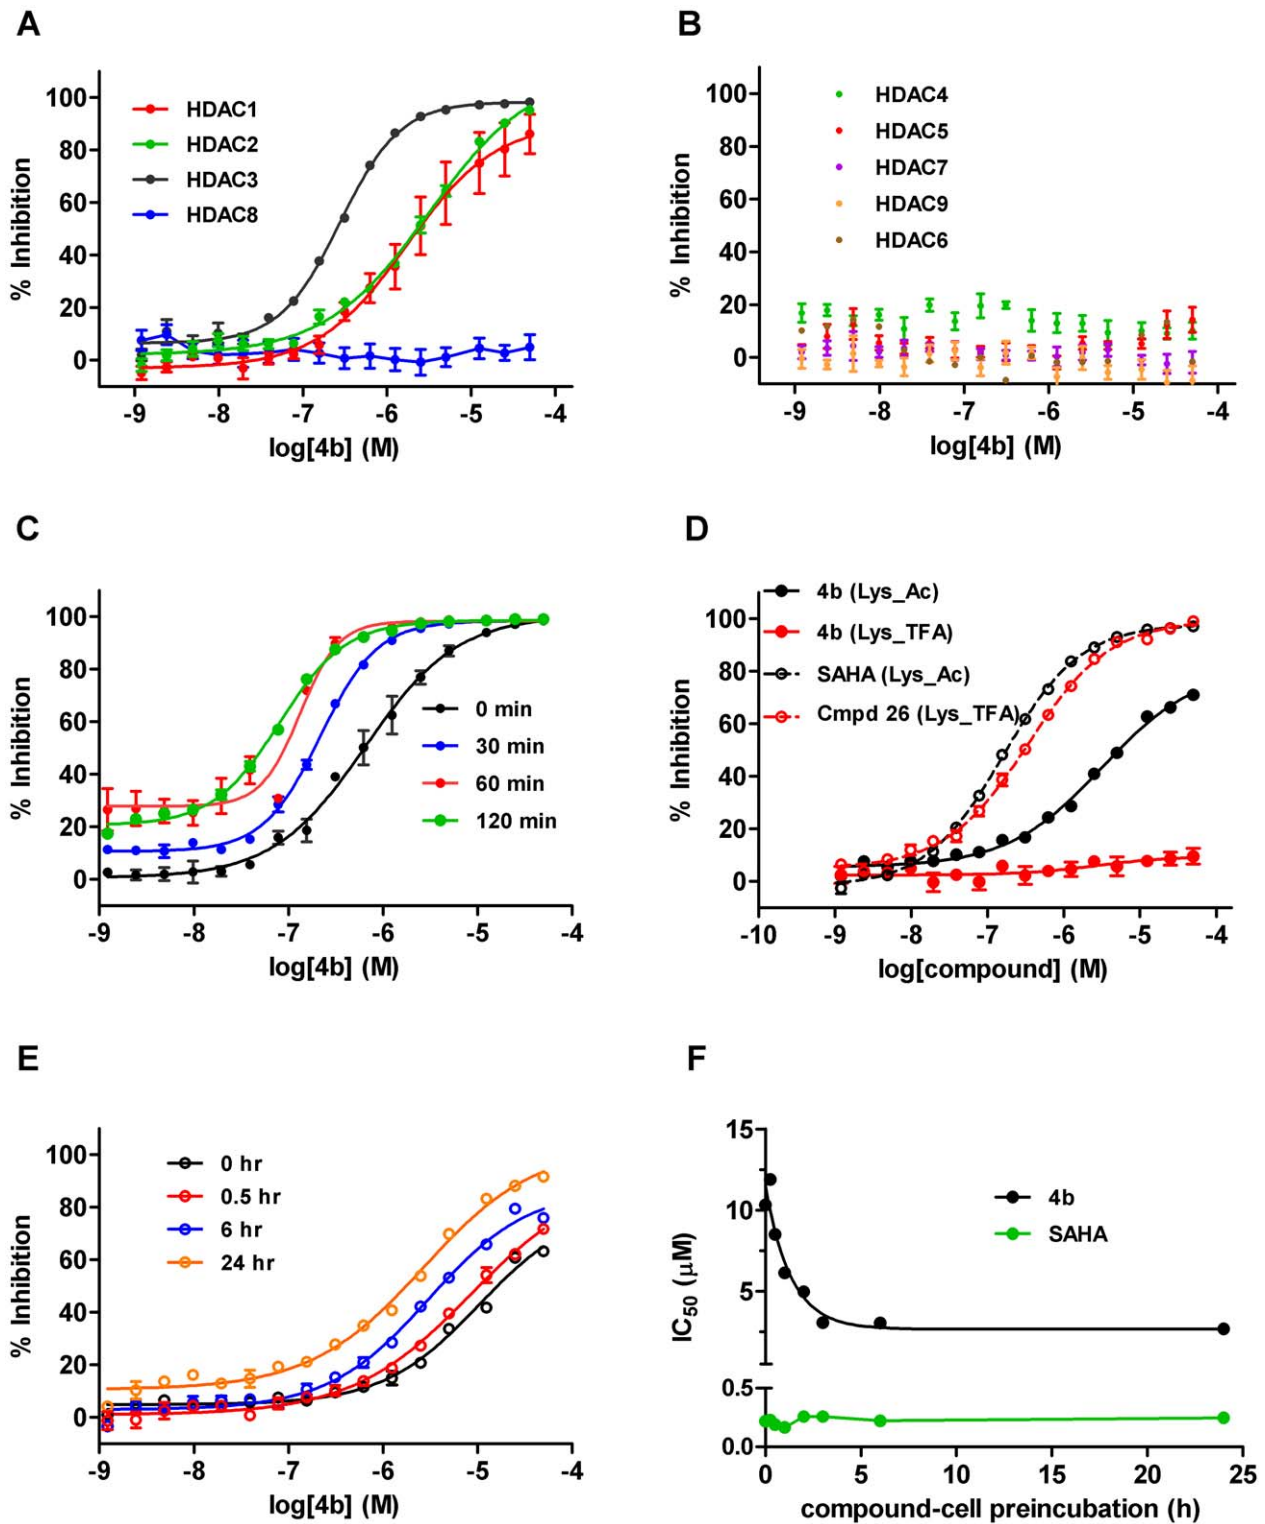 A
% Inhibition
100
80
60
40
20
0
HDAC1
HDAC2
HDAC3
HDAC8
-9 -8 -7 -6 -5 -4
log[4b] (M)
B
% Inhibition
100
80
60
40
20
0
HDAC4
HDAC5
HDAC7
HDAC9
HDAC6
-9 -8 -7 -6 -5 -4
log[4b] (M)
C
% Inhibition
100
80
60
40
20
0
0 min
30 min
60 min
120 min
-9 -8 -7 -6 -5 -4
log[4b] (M)
D
% Inhibition
100
80
60
40
20
0
4b (Lys_Ac)
4b (Lys_TFA)
SAHA (Lys_Ac)
Cmpd 26 (Lys_TFA)
-10 -9 -8 -7 -6 -5 -4
log[compound] (M)
E
% Inhibition
100
80
60
40
20
0
0 hr
0.5 hr
6 hr
24 hr
-9 -8 -7 -6 -5 -4
log[4b] (M)
F
IC50 (μM)
15
10
5
0.5
0.0
4b
SAHA
0 5 10 15 20 25
compound-cell preincubation (h)